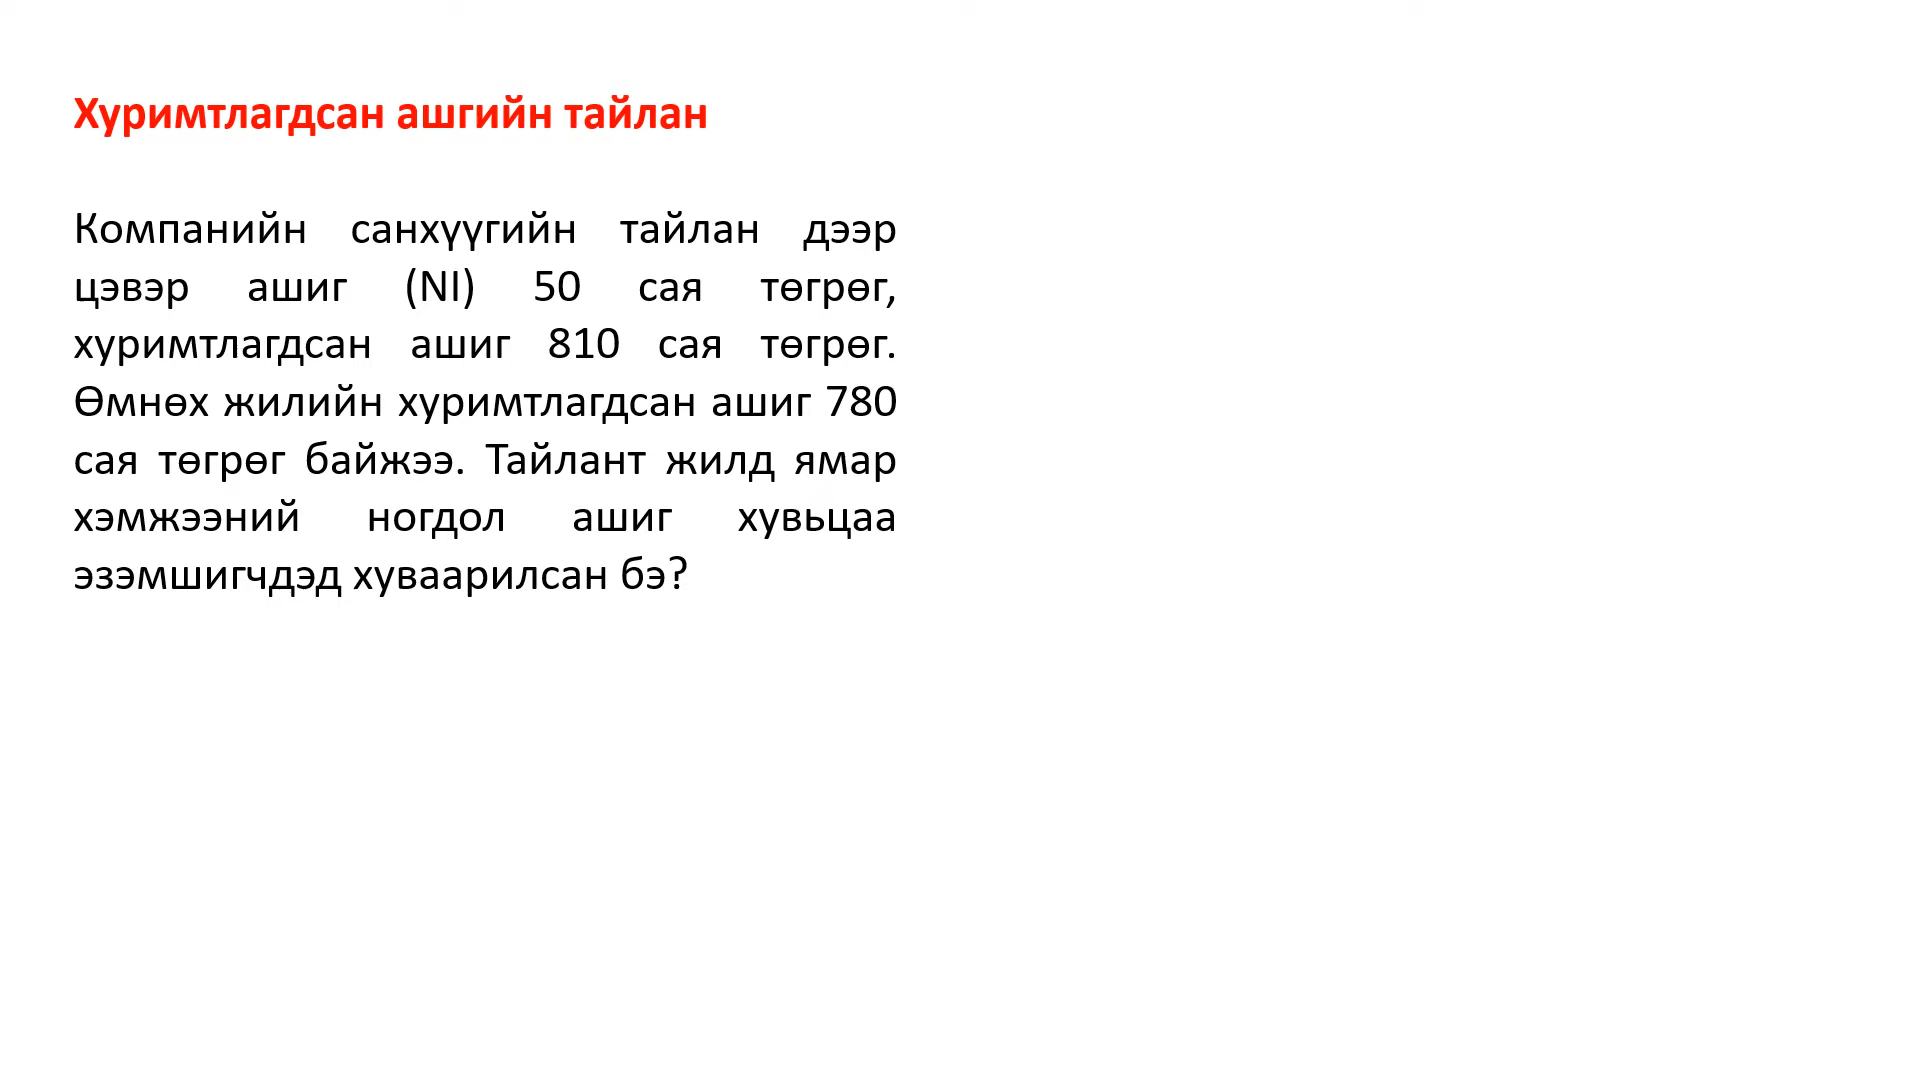 Хуримтлагдсан ашгийн тайлан
Компанийн санхүүгийн тайлан дээр
цэвэр ашиг (NI) 50 сая төгрөг,
хуримтлагдсан ашиг 810 сая төгрөг.
Өмнөх жилийн хуримтлагдсан ашиг 780
сая төгрөг байжээ. Тайлант жилд ямар
хэмжээний ногдол ашиг хувьцаа
эзэмшигчдэд хуваарилсан бэ?